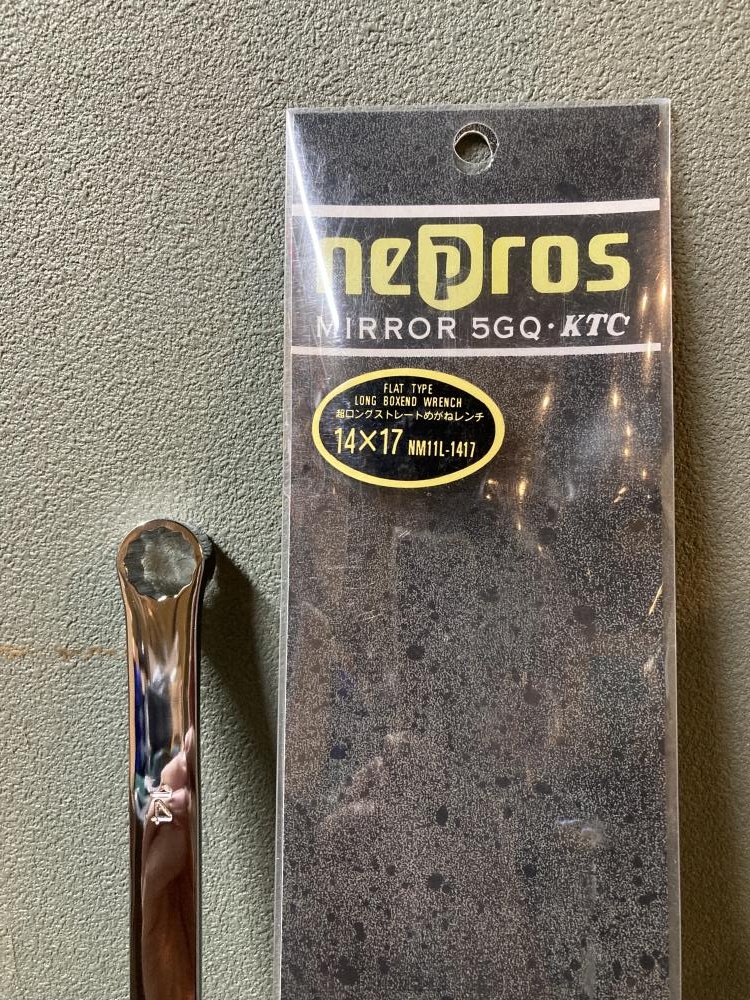 nepros
MIRROR 5GQ・KTC
FLAT TYPE
LONG BOXEND WRENCH
超ロングストレートめがねレンチ
14×17 NM11L-1417
14